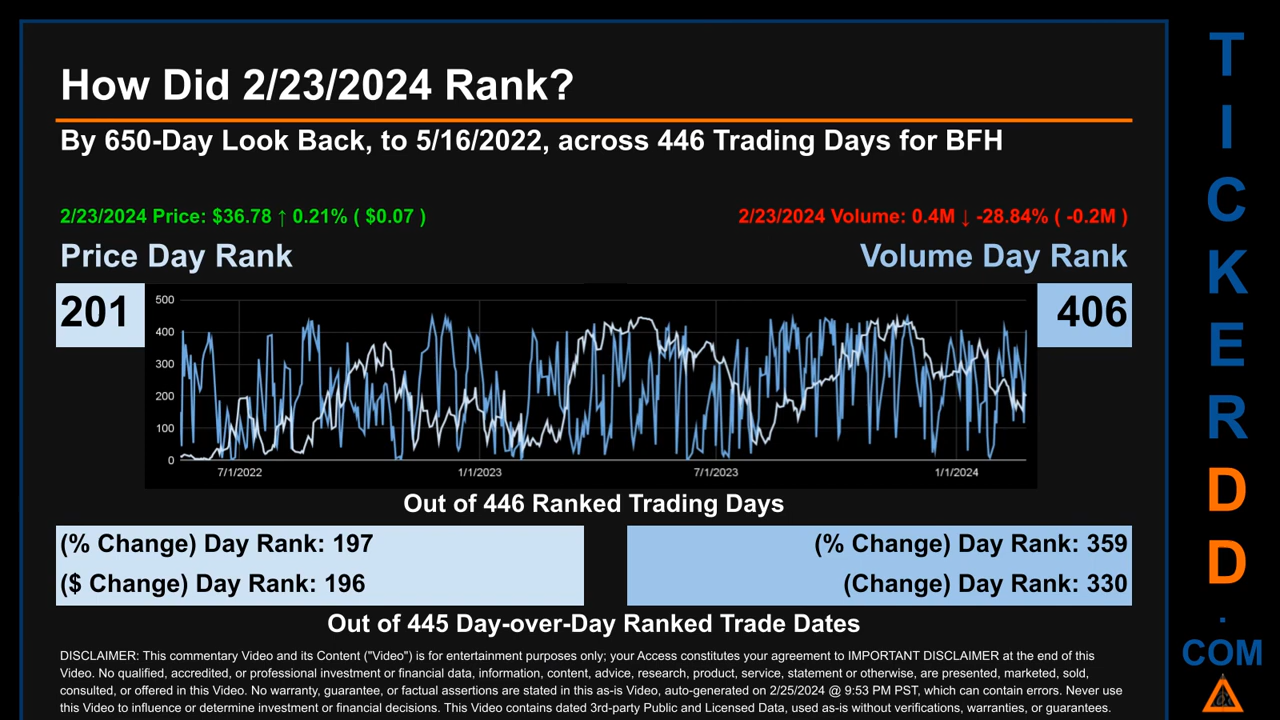 How Did 2/23/2024 Rank?
By 650-Day Look Back, to 5/16/2022, across 446 Trading Days for BFH
2/23/2024 Price: $36.78 ↑ 0.21% ( $0.07 )
2/23/2024 Volume: 0.4M ↓ -28.84% ( -0.2M )
Price Day Rank
Volume Day Rank
201
406
500
400
300
200
100
0
7/1/2022
1/1/2023
7/1/2023
1/1/2024
Out of 446 Ranked Trading Days
(% Change) Day Rank: 197
($ Change) Day Rank: 196
(% Change) Day Rank: 359
(Change) Day Rank: 330
Out of 445 Day-over-Day Ranked Trade Dates
DISCLAIMER: This commentary Video and its Content ("Video") is for entertainment purposes only; your Access constitutes your agreement to IMPORTANT DISCLAIMER at the end of this
Video. No qualified, accredited, or professional investment or financial data, information, content, advice, research, product, service, statement or otherwise, are presented, marketed, sold,
consulted, or offered in this Video. No warranty, guarantee, or factual assertions are stated in this as-is Video, auto-generated on 2/25/2024 @ 9:53 PM PST, which can contain errors. Never use
this Video to influence or determine investment or financial decisions. This Video contains dated 3rd-party Public and Licensed Data, used as-is without verifications, warranties, or guarantees.
T
I
C
K
E
R
D
D
.
COM